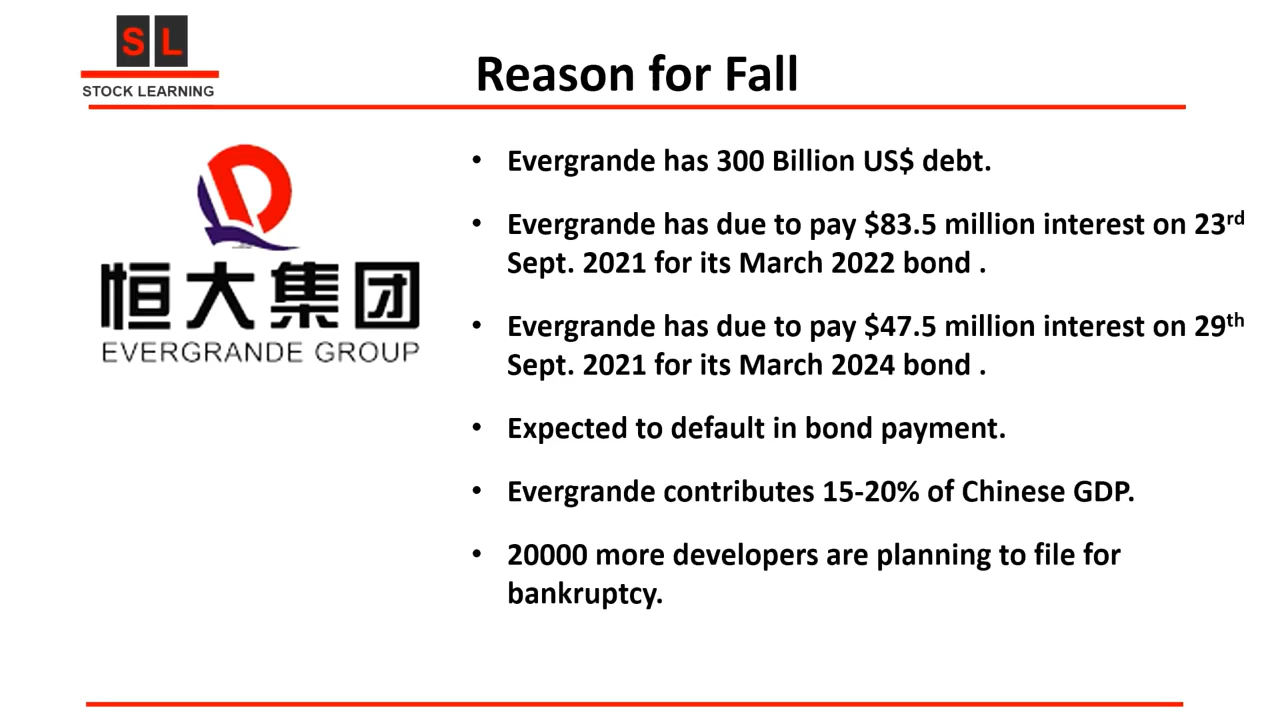 S L
STOCK LEARNING
Reason for Fall
恒大集团
EVERGRANDE GROUP
• Evergrande has 300 Billion US$ debt.
• Evergrande has due to pay $83.5 million interest on 23rd
Sept. 2021 for its March 2022 bond .
• Evergrande has due to pay $47.5 million interest on 29th
Sept. 2021 for its March 2024 bond .
• Expected to default in bond payment.
• Evergrande contributes 15-20% of Chinese GDP.
• 20000 more developers are planning to file for
bankruptcy.